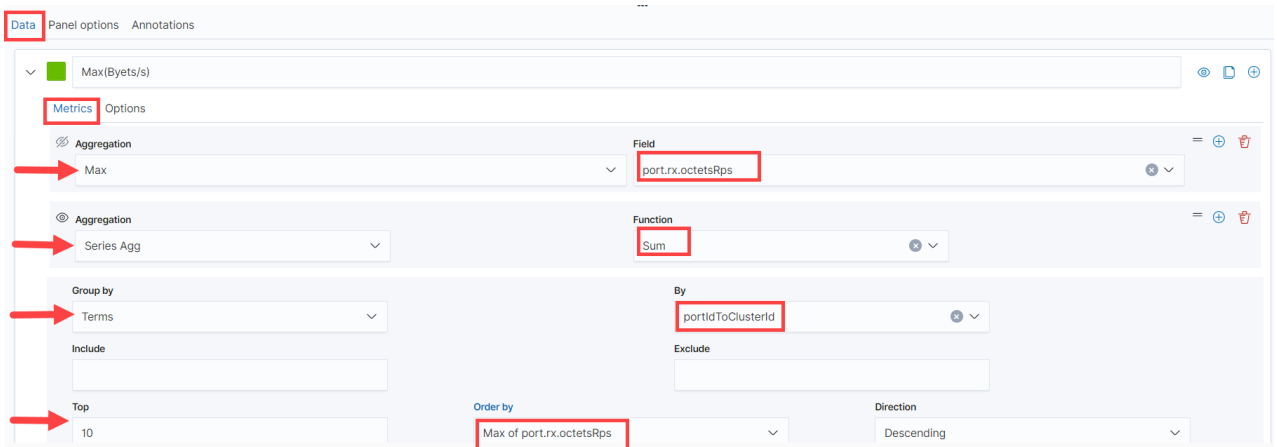 Data Panel options Annotations
Max(Byets/s)
Metrics Options
Aggregation Field
Max port.rx.octetsRps
Aggregation Function
Series Agg Sum
Group by By
Terms portIdToClusterId
Include Exclude
Top Order by Direction
10 Max of port.rx.octetsRps Descending